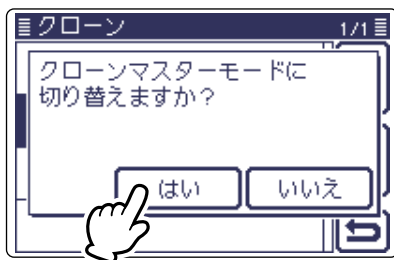 クローン 1/1
クローンマスターモードに
切り替えますか？
はい いいえ